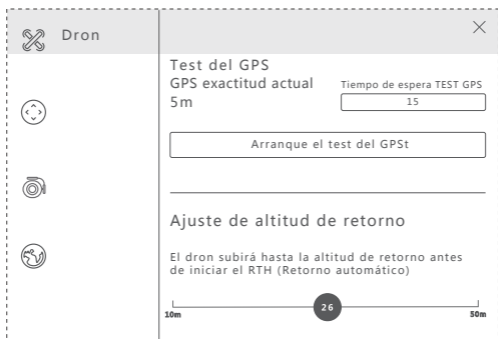 Dron
Test del GPS
GPS exactitud actual
5m
Tiempo de espera TEST GPS
15
Arranque el test del GPSt
Ajuste de altitud de retorno
El dron subirá hasta la altitud de retorno antes
de iniciar el RTH (Retorno automático)
26
10m
50m